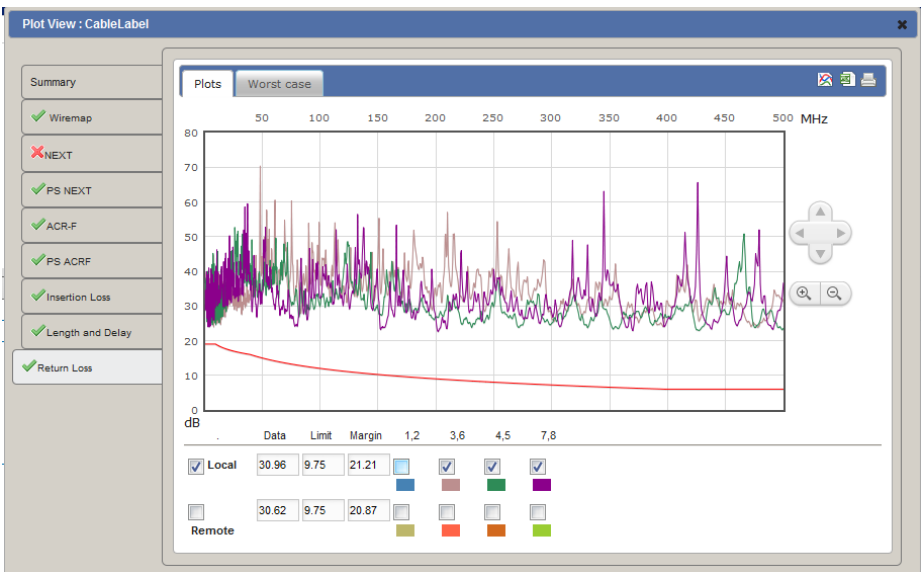 Plot View : CableLabel
Summary
Wiremap
NEXT
PS NEXT
ACR-F
PS ACRF
Insertion Loss
Length and Delay
Return Loss
Plots Worst case
50 100 150 200 250 300 350 400 450 500 MHz
80
70
60
50
40
30
20
10
0
dB
. Data Limit Margin 1,2 3,6 4,5 7,8
Local 30.96 9.75 21.21
Remote 30.62 9.75 20.87